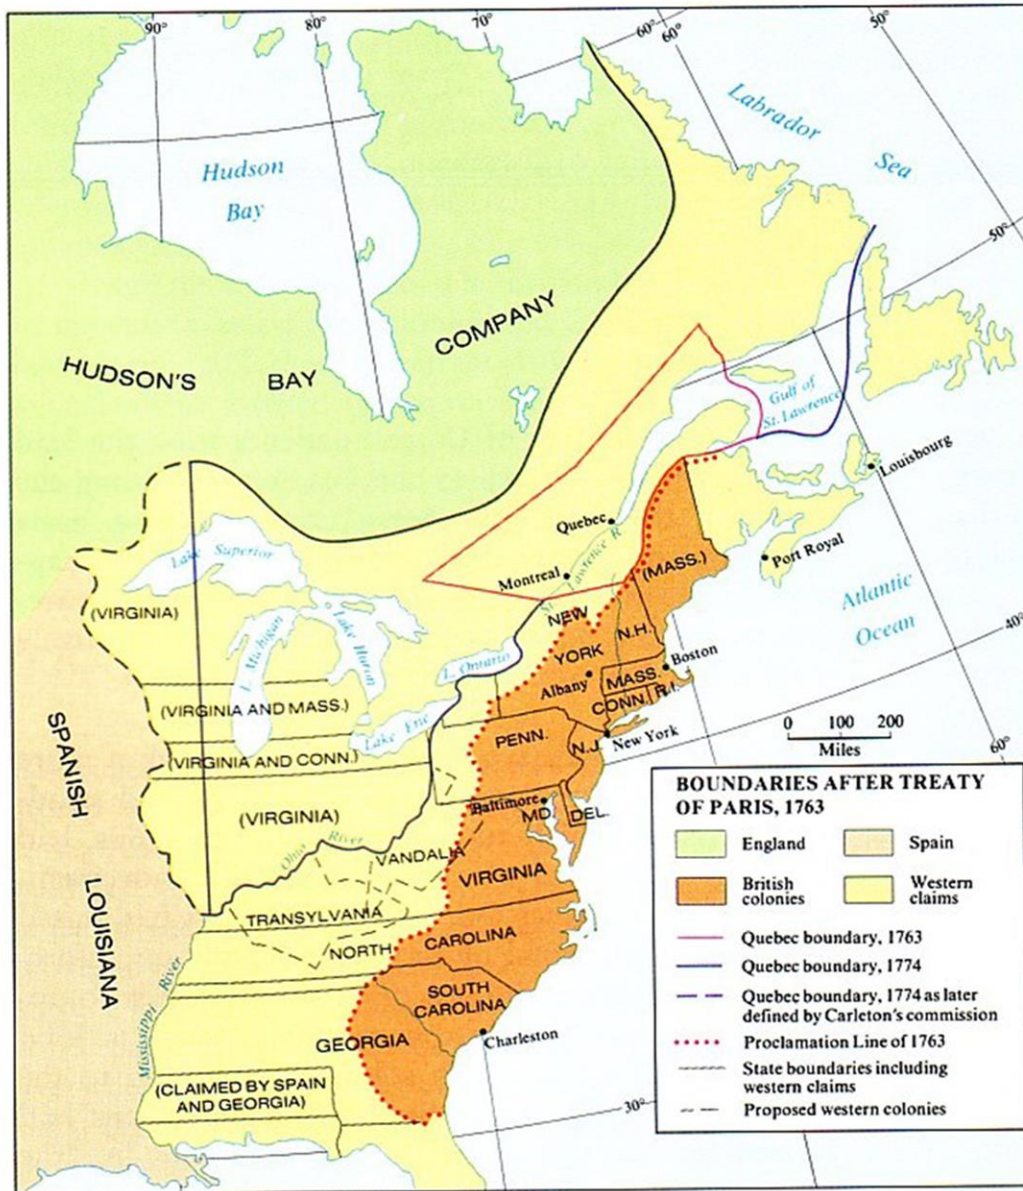 90°
80°
70°
60°
60°
50°
Labrador
Sea
Hudson
Bay
50°
HUDSON'S BAY COMPANY
Gulf of
St. Lawrence
Louisbourg
Quebec
St. Lawrence R.
Montreal
Port Royal
(MASS.)
Lake Superior
(VIRGINIA)
Atlantic
Ocean
40°
NEW
YORK
N.H.
L. Michigan
Lake Huron
L. Ontario
Albany
MASS.
Boston
CONN.
R.I.
(VIRGINIA AND MASS.)
Lake Erie
PENN.
N.J.
New York
0 100 200
Miles
60°
SPANISH
LOUISIANA
(VIRGINIA AND CONN.)
Baltimore
MD.
DEL.
(VIRGINIA)
Ohio River
VANDALIA
VIRGINIA
TRANSYLVANIA
NORTH CAROLINA
SOUTH
CAROLINA
Mississippi River
GEORGIA
Charleston
(CLAIMED BY SPAIN
AND GEORGIA)
30°
BOUNDARIES AFTER TREATY
OF PARIS, 1763
England
Spain
British
colonies
Western
claims
Quebec boundary, 1763
Quebec boundary, 1774
Quebec boundary, 1774 as later
defined by Carleton's commission
Proclamation Line of 1763
State boundaries including
western claims
Proposed western colonies